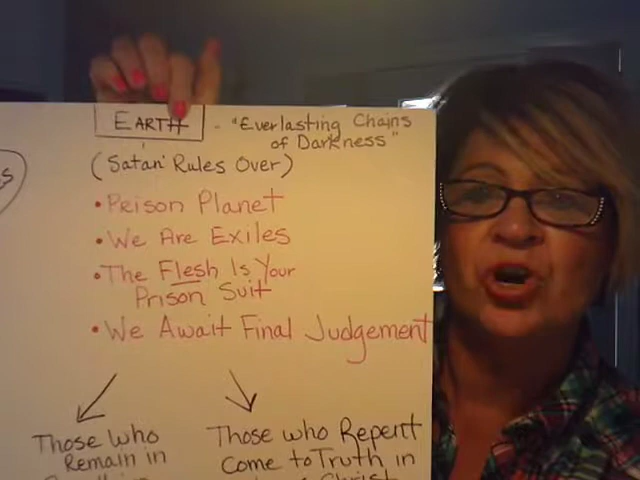 EARTH - "Everlasting Chains
of Darkness"
(Satan Rules Over)
• Prison Planet
• We Are Exiles
• The Flesh Is Your
Prison Suit
• We Await Final Judgement
Those who
Remain in
Those who Repent
Come to Truth in
Christ